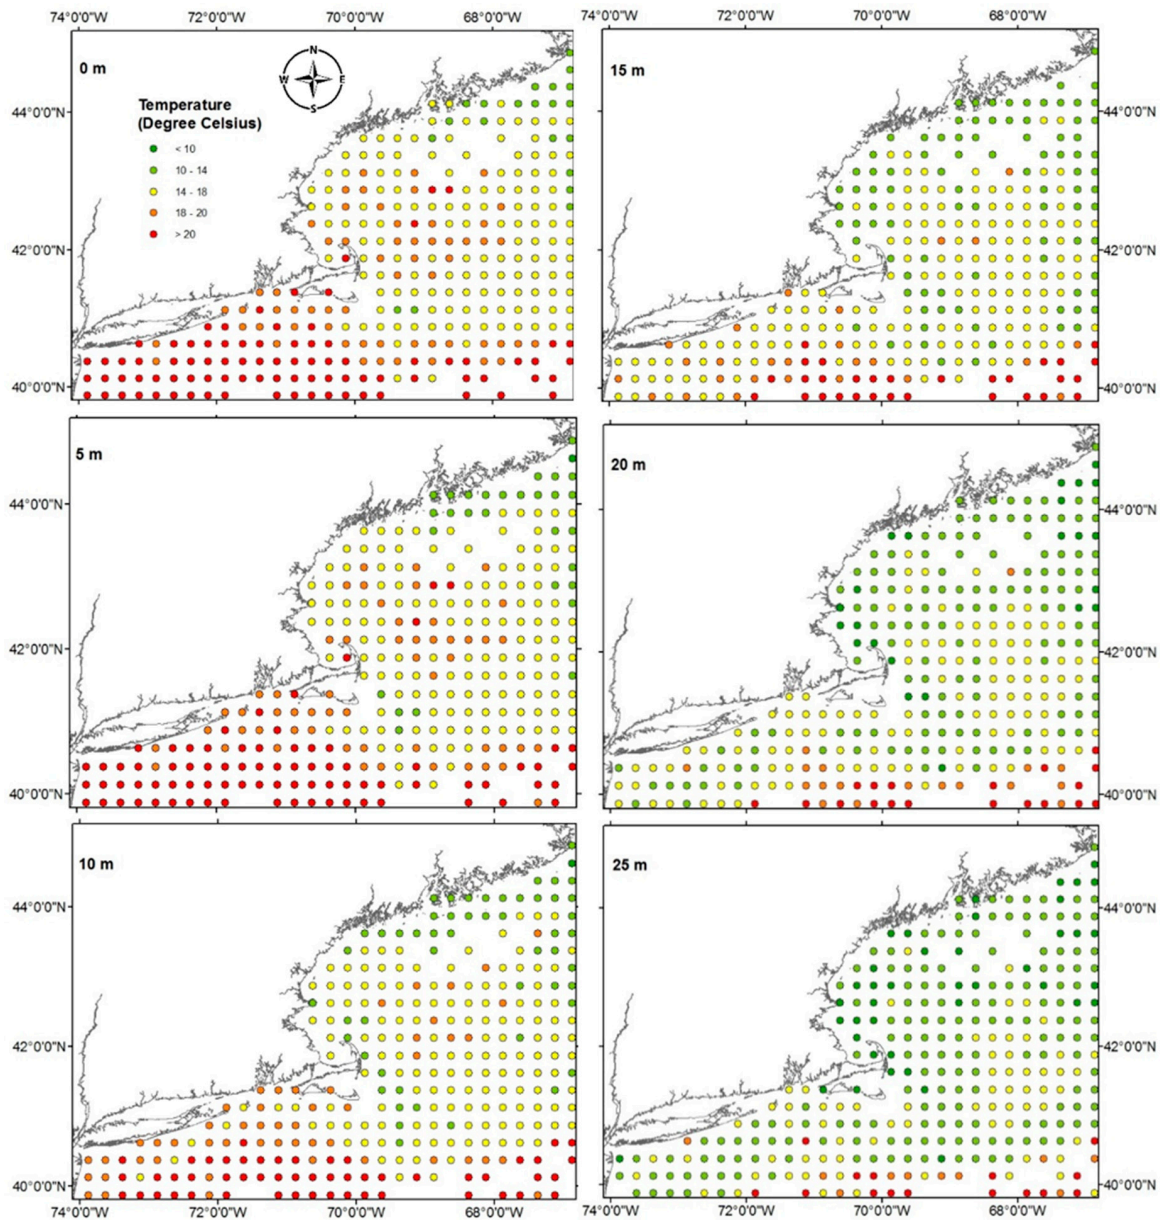 74°0'0"W 72°0'0"W 70°0'0"W 68°0'0"W 74°0'0"W 72°0'0"W 70°0'0"W 68°0'0"W
0 m
N
W E
S
15 m
Temperature
(Degree Celsius)
< 10
10 - 14
14 - 18
18 - 20
> 20
44°0'0"N 44°0'0"N
42°0'0"N 42°0'0"N
40°0'0"N 40°0'0"N
5 m
20 m
44°0'0"N 44°0'0"N
42°0'0"N 42°0'0"N
40°0'0"N 40°0'0"N
10 m
25 m
44°0'0"N 44°0'0"N
42°0'0"N 42°0'0"N
40°0'0"N 40°0'0"N
74°0'0"W 72°0'0"W 70°0'0"W 68°0'0"W 74°0'0"W 72°0'0"W 70°0'0"W 68°0'0"W